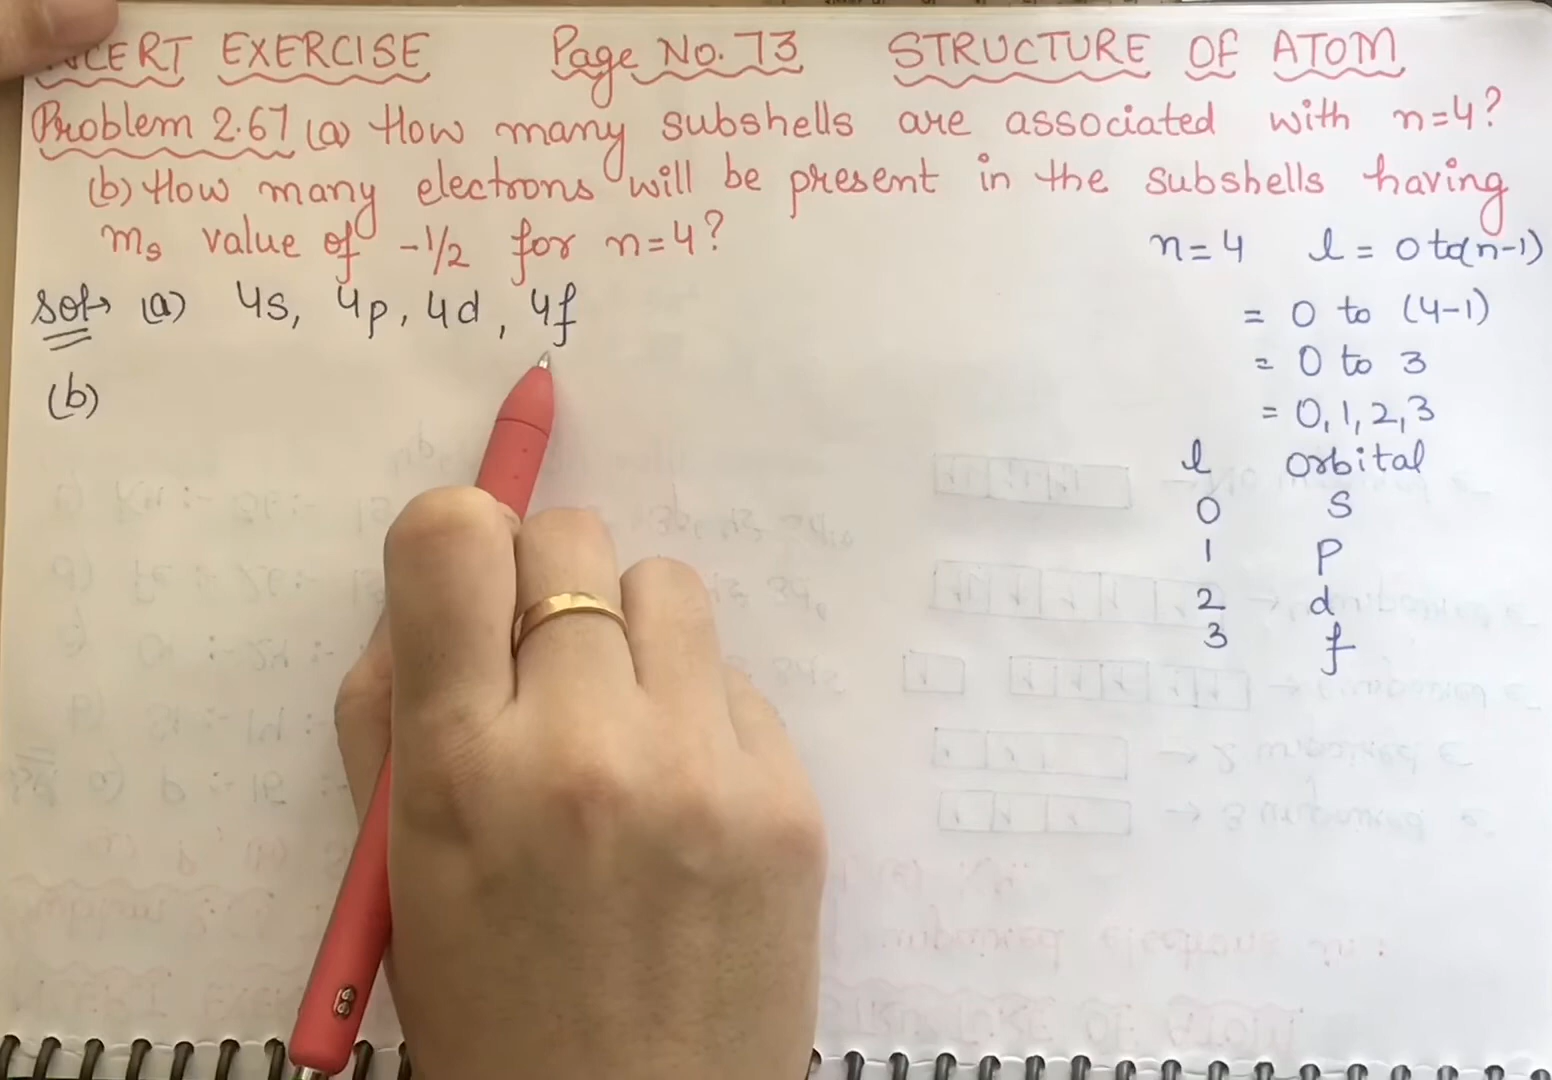 NCERT EXERCISE Page No. 73 STRUCTURE OF ATOM
Problem 2.67 (a) How many subshells are associated with n=4?
(b) How many electrons will be present in the subshells having
ms value of -1/2 for n=4?
n=4 l = 0 to (n-1)
= 0 to (4-1)
= 0 to 3
= 0, 1, 2, 3
l orbital
0 s
1 p
2 d
3 f
Sol→ (a) 4s, 4p, 4d, 4f
(b)